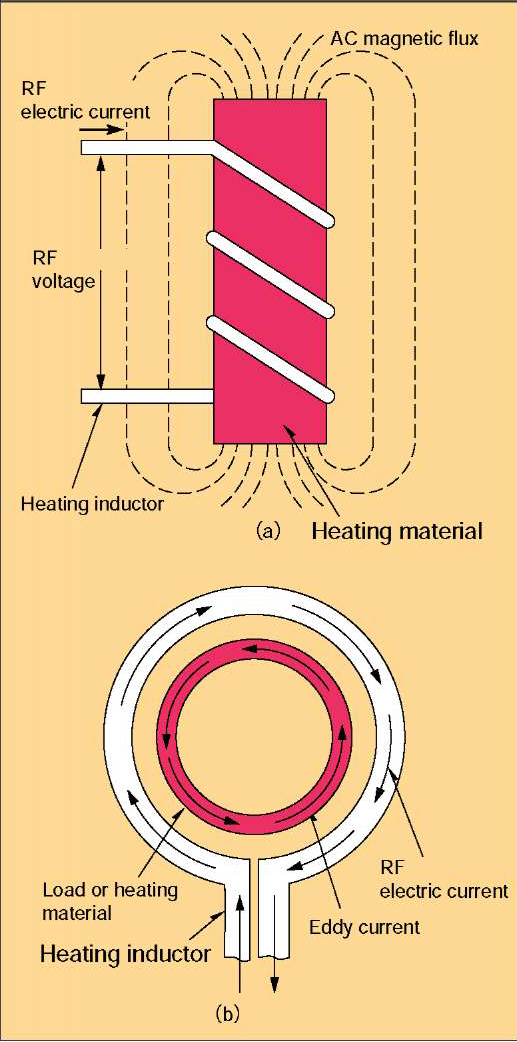 AC magnetic flux
RF
electric current
RF
voltage
Heating inductor
(a)
Heating material
RF
electric current
Load or heating
material
Eddy current
Heating inductor
(b)